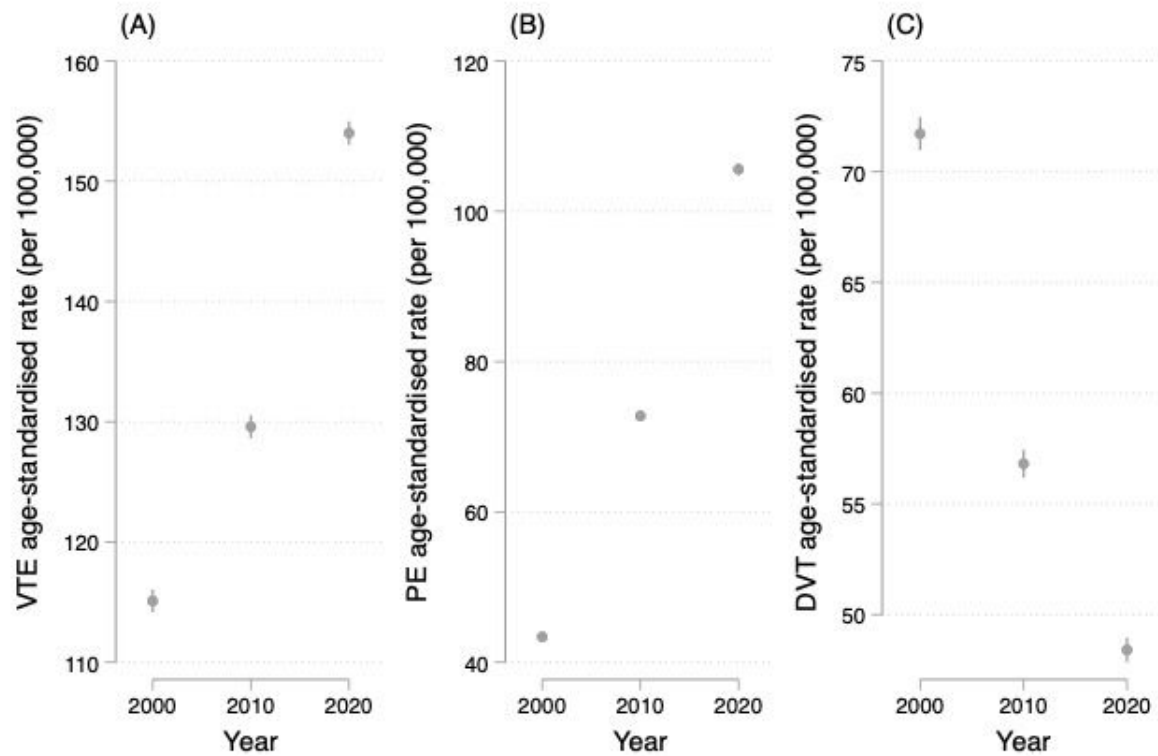 (A)
VTE age-standardised rate (per 100,000)
160
150
140
130
120
110
2000 2010 2020
Year
(B)
PE age-standardised rate (per 100,000)
120
100
80
60
40
2000 2010 2020
Year
(C)
DVT age-standardised rate (per 100,000)
75
70
65
60
55
50
2000 2010 2020
Year